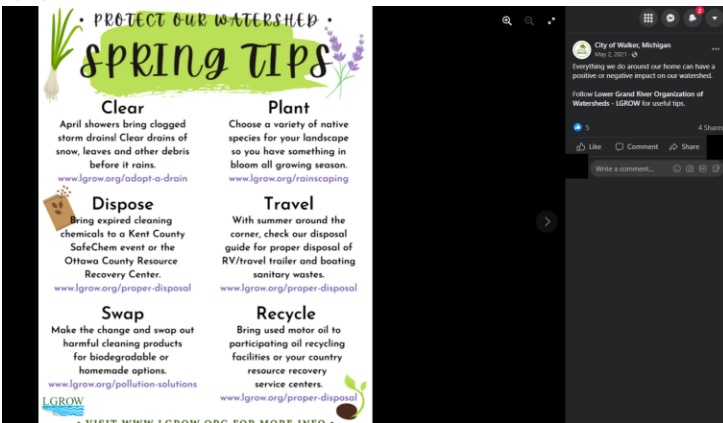 • PROTECT OUR WATERSHED •
SPRING TIPS
Clear
April showers bring clogged
storm drains! Clear drains of
snow, leaves and other debris
before it rains.
www.lgrow.org/adopt-a-drain
Plant
Choose a variety of native
species for your landscape
so you have something in
bloom all growing season.
www.lgrow.org/rainscaping
Dispose
Bring expired cleaning
chemicals to a Kent County
SafeChem event or the
Ottawa County Resource
Recovery Center.
www.lgrow.org/proper-disposal
Travel
With summer around the
corner, check our disposal
guide for proper disposal of
RV/travel trailer and boating
sanitary wastes.
www.lgrow.org/proper-disposal
Swap
Make the change and swap out
harmful cleaning products
for biodegradable or
homemade options.
www.lgrow.org/pollution-solutions
Recycle
Bring used motor oil to
participating oil recycling
facilities or your country
resource recovery
service centers.
www.lgrow.org/proper-disposal
LGROW
• VISIT WWW.LGROW.ORG FOR MORE INFO •
2
City of Walker, Michigan
May 2, 2021 ·
Everything we do around our home can have a
positive or negative impact on our watershed.
Follow Lower Grand River Organization of
Watersheds - LGROW for useful tips.
5
4 Shares
Like Comment Share
Write a comment...